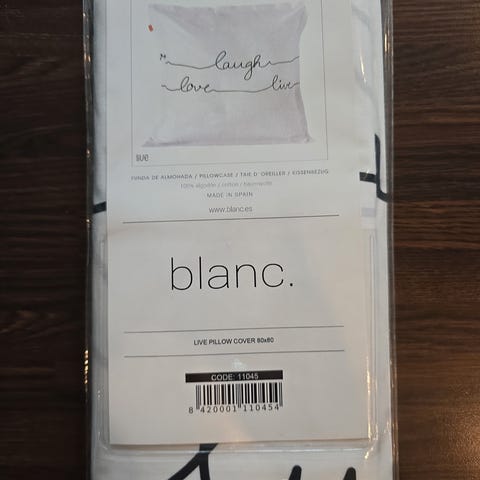 laugh
love live
live
FUNDA DE ALMOHADA / PILLOWCASE / TAIE D' OREILLER / KISSENBEZUG
100% algodón / cotton / baumwolle
MADE IN SPAIN
www.blanc.es
blanc.
LIVE PILLOW COVER 80x80
CODE: 11045
8 420001 110454